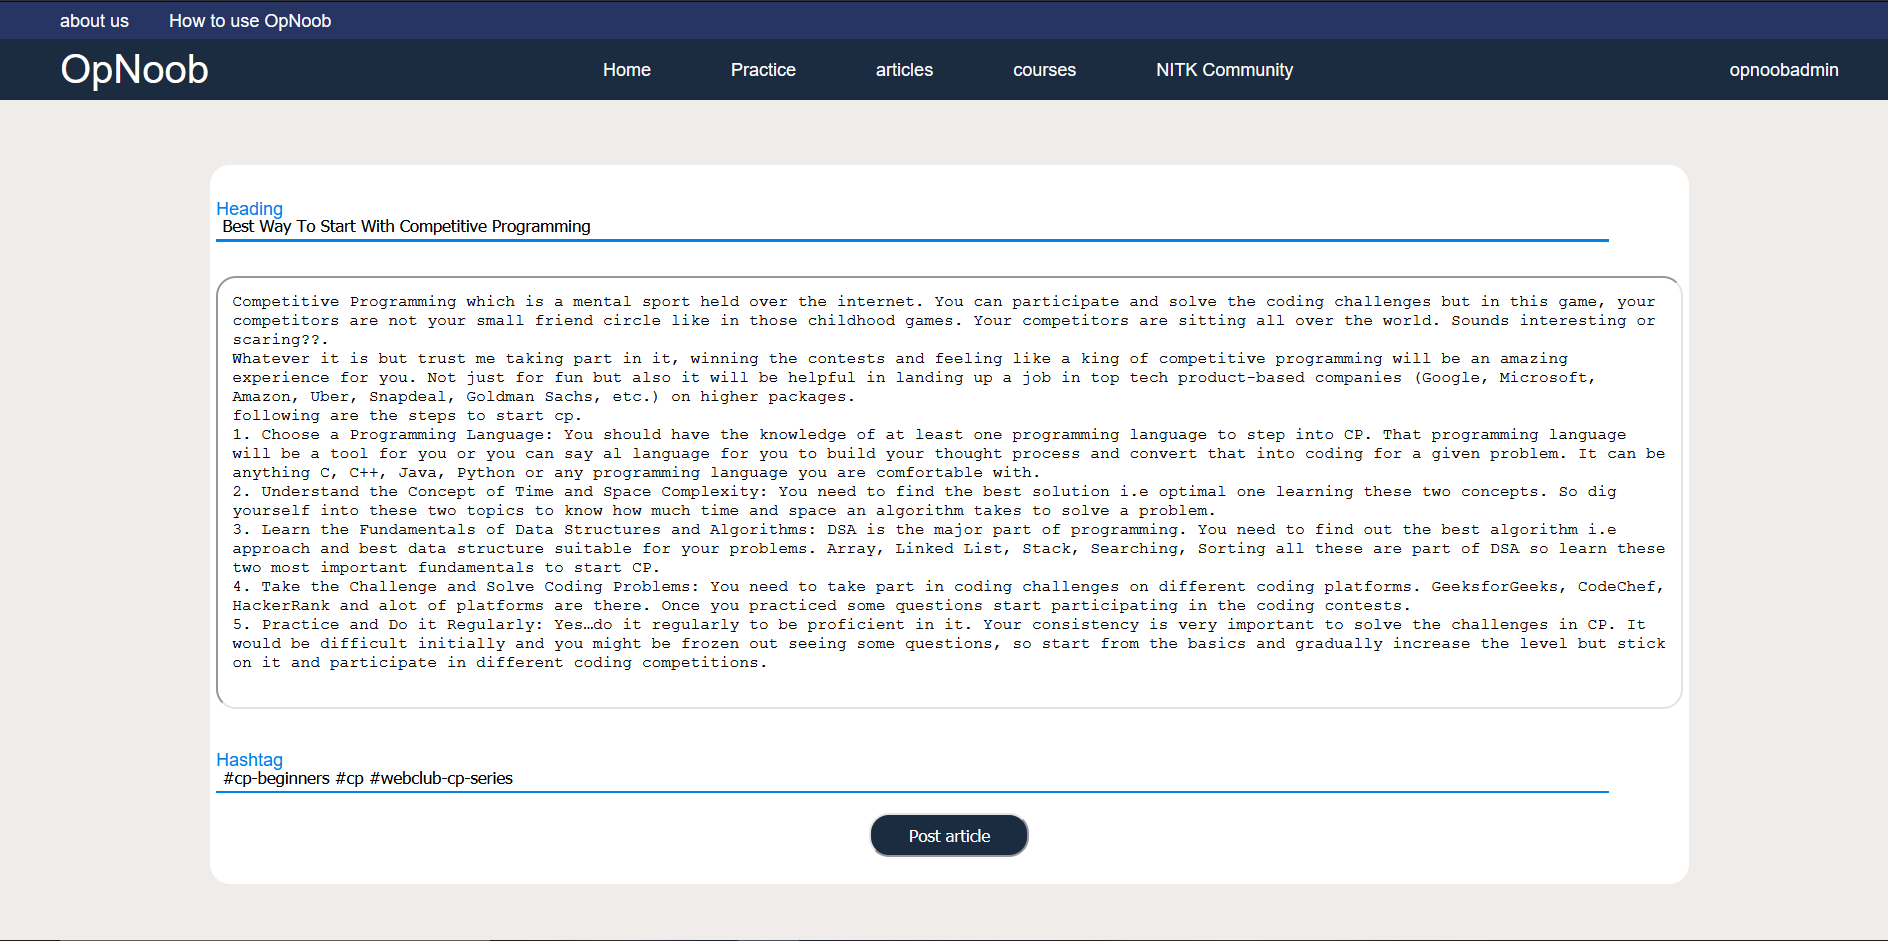 about us How to use OpNoob
OpNoob Home Practice articles courses NITK Community opnoobadmin
Heading
Best Way To Start With Competitive Programming
Competitive Programming which is a mental sport held over the internet. You can participate and solve the coding challenges but in this game, your
competitors are not your small friend circle like in those childhood games. Your competitors are sitting all over the world. Sounds interesting or
scaring??.
Whatever it is but trust me taking part in it, winning the contests and feeling like a king of competitive programming will be an amazing
experience for you. Not just for fun but also it will be helpful in landing up a job in top tech product-based companies (Google, Microsoft,
Amazon, Uber, Snapdeal, Goldman Sachs, etc.) on higher packages.
following are the steps to start cp.
1. Choose a Programming Language: You should have the knowledge of at least one programming language to step into CP. That programming language
will be a tool for you or you can say al language for you to build your thought process and convert that into coding for a given problem. It can be
anything C, C++, Java, Python or any programming language you are comfortable with.
2. Understand the Concept of Time and Space Complexity: You need to find the best solution i.e optimal one learning these two concepts. So dig
yourself into these two topics to know how much time and space an algorithm takes to solve a problem.
3. Learn the Fundamentals of Data Structures and Algorithms: DSA is the major part of programming. You need to find out the best algorithm i.e
approach and best data structure suitable for your problems. Array, Linked List, Stack, Searching, Sorting all these are part of DSA so learn these
two most important fundamentals to start CP.
4. Take the Challenge and Solve Coding Problems: You need to take part in coding challenges on different coding platforms. GeeksforGeeks, CodeChef,
HackerRank and alot of platforms are there. Once you practiced some questions start participating in the coding contests.
5. Practice and Do it Regularly: Yes…do it regularly to be proficient in it. Your consistency is very important to solve the challenges in CP. It
would be difficult initially and you might be frozen out seeing some questions, so start from the basics and gradually increase the level but stick
on it and participate in different coding competitions.
Hashtag
#cp-beginners #cp #webclub-cp-series
Post article